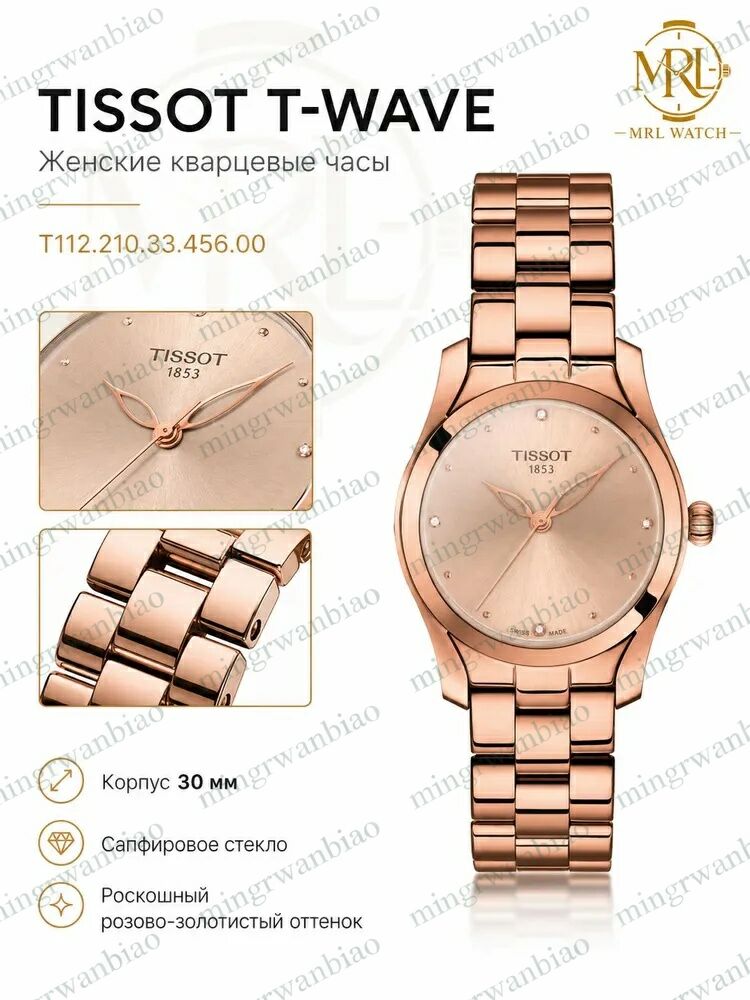 MRL
MRL WATCH
TISSOT T-WAVE
Женские кварцевые часы
T112.210.33.456.00
TISSOT
1853
TISSOT
1853
SWISS MADE
Корпус 30 мм
Сапфировое стекло
Роскошный
розово-золотистый оттенок
mingrwanbiao